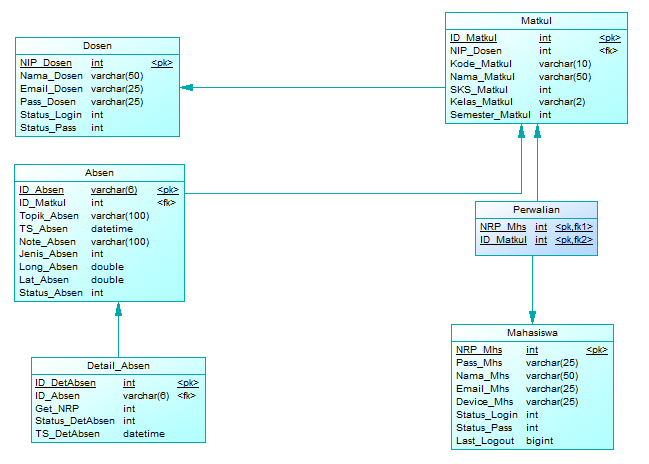 Dosen
NIP_Dosen int <pk>
Nama_Dosen varchar(50)
Email_Dosen varchar(25)
Pass_Dosen varchar(25)
Status_Login int
Status_Pass int
Matkul
ID_Matkul int <pk>
NIP_Dosen int <fk>
Kode_Matkul varchar(10)
Nama_Matkul varchar(50)
SKS_Matkul int
Kelas_Matkul varchar(2)
Semester_Matkul int
Absen
ID_Absen varchar(6) <pk>
ID_Matkul int <fk>
Topik_Absen varchar(100)
TS_Absen datetime
Note_Absen varchar(100)
Jenis_Absen int
Long_Absen double
Lat_Absen double
Status_Absen int
Perwalian
NRP_Mhs int <pk,fk1>
ID_Matkul int <pk,fk2>
Detail_Absen
ID_DetAbsen int <pk>
ID_Absen varchar(6) <fk>
Get_NRP int
Status_DetAbsen int
TS_DetAbsen datetime
Mahasiswa
NRP_Mhs int <pk>
Pass_Mhs varchar(25)
Nama_Mhs varchar(50)
Email_Mhs varchar(25)
Device_Mhs varchar(25)
Status_Login int
Status_Pass int
Last_Logout bigint